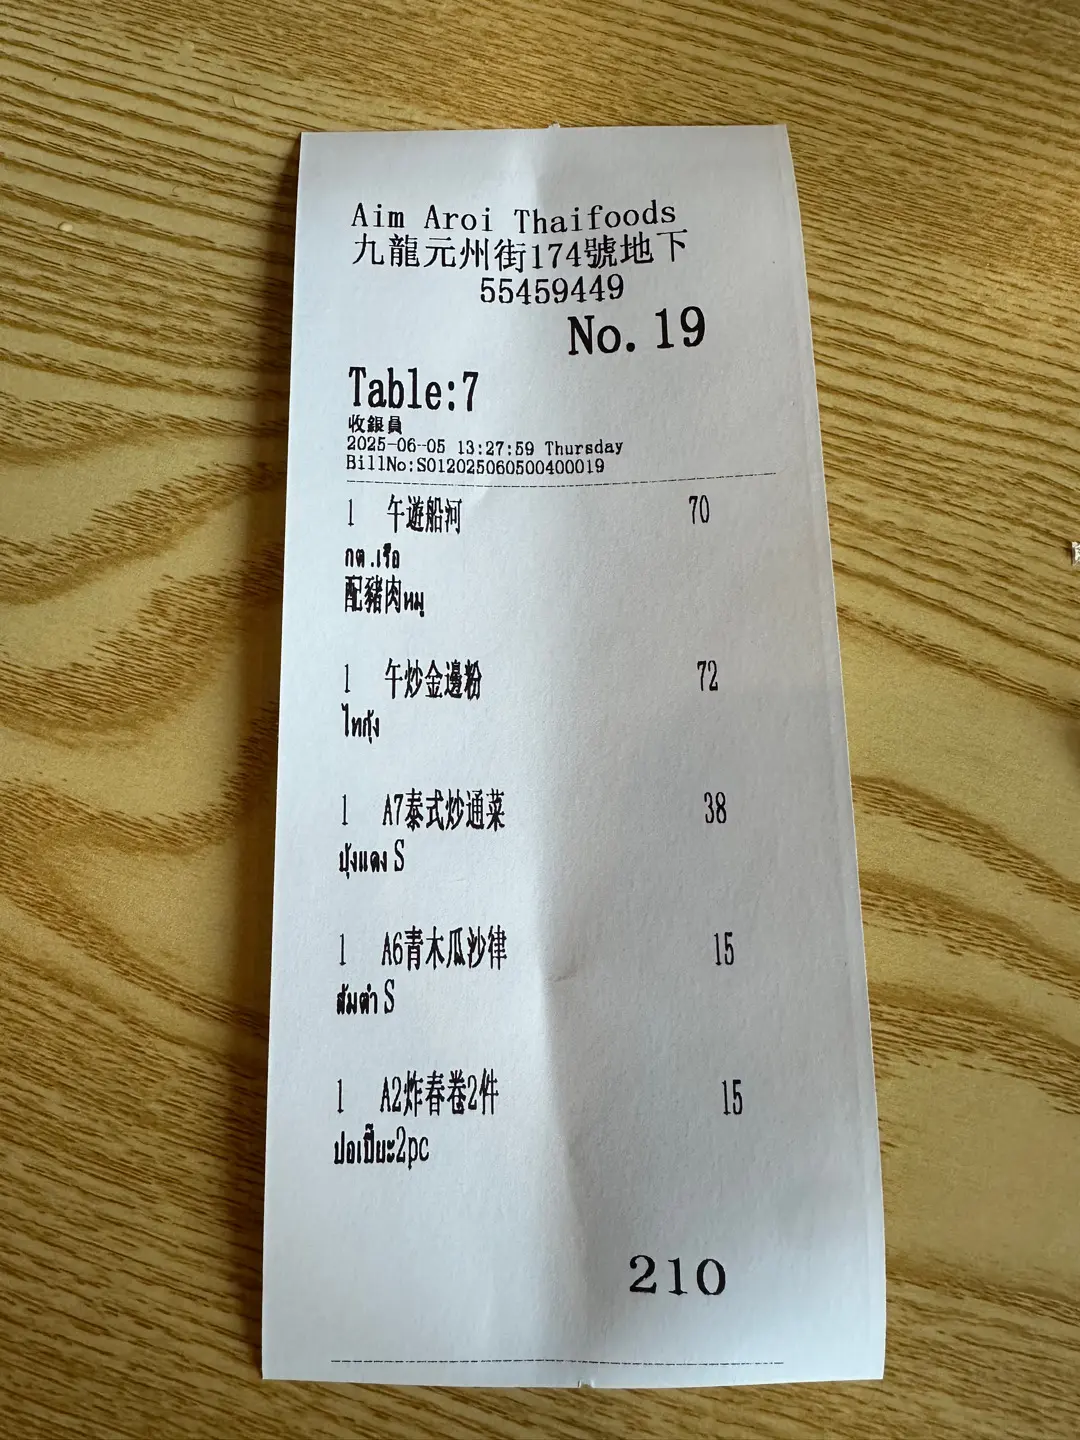 Aim Aroi Thaifoods
九龍元州街174號地下
55459449
No. 19
Table:7
收銀員
2025-06-05 13:27:59 Thursday
BillNo:S012025060500400019
1 午遊船河 70
กต.เรือ
配豬肉หมู
1 午炒金邊粉 72
ไทกุ้ง
1 A7泰式炒通菜 38
บุ้งแดง S
1 A6青木瓜沙律 15
ส้มตำ S
1 A2炸春卷2件 15
ปอเปี๊ยะ2pc
210